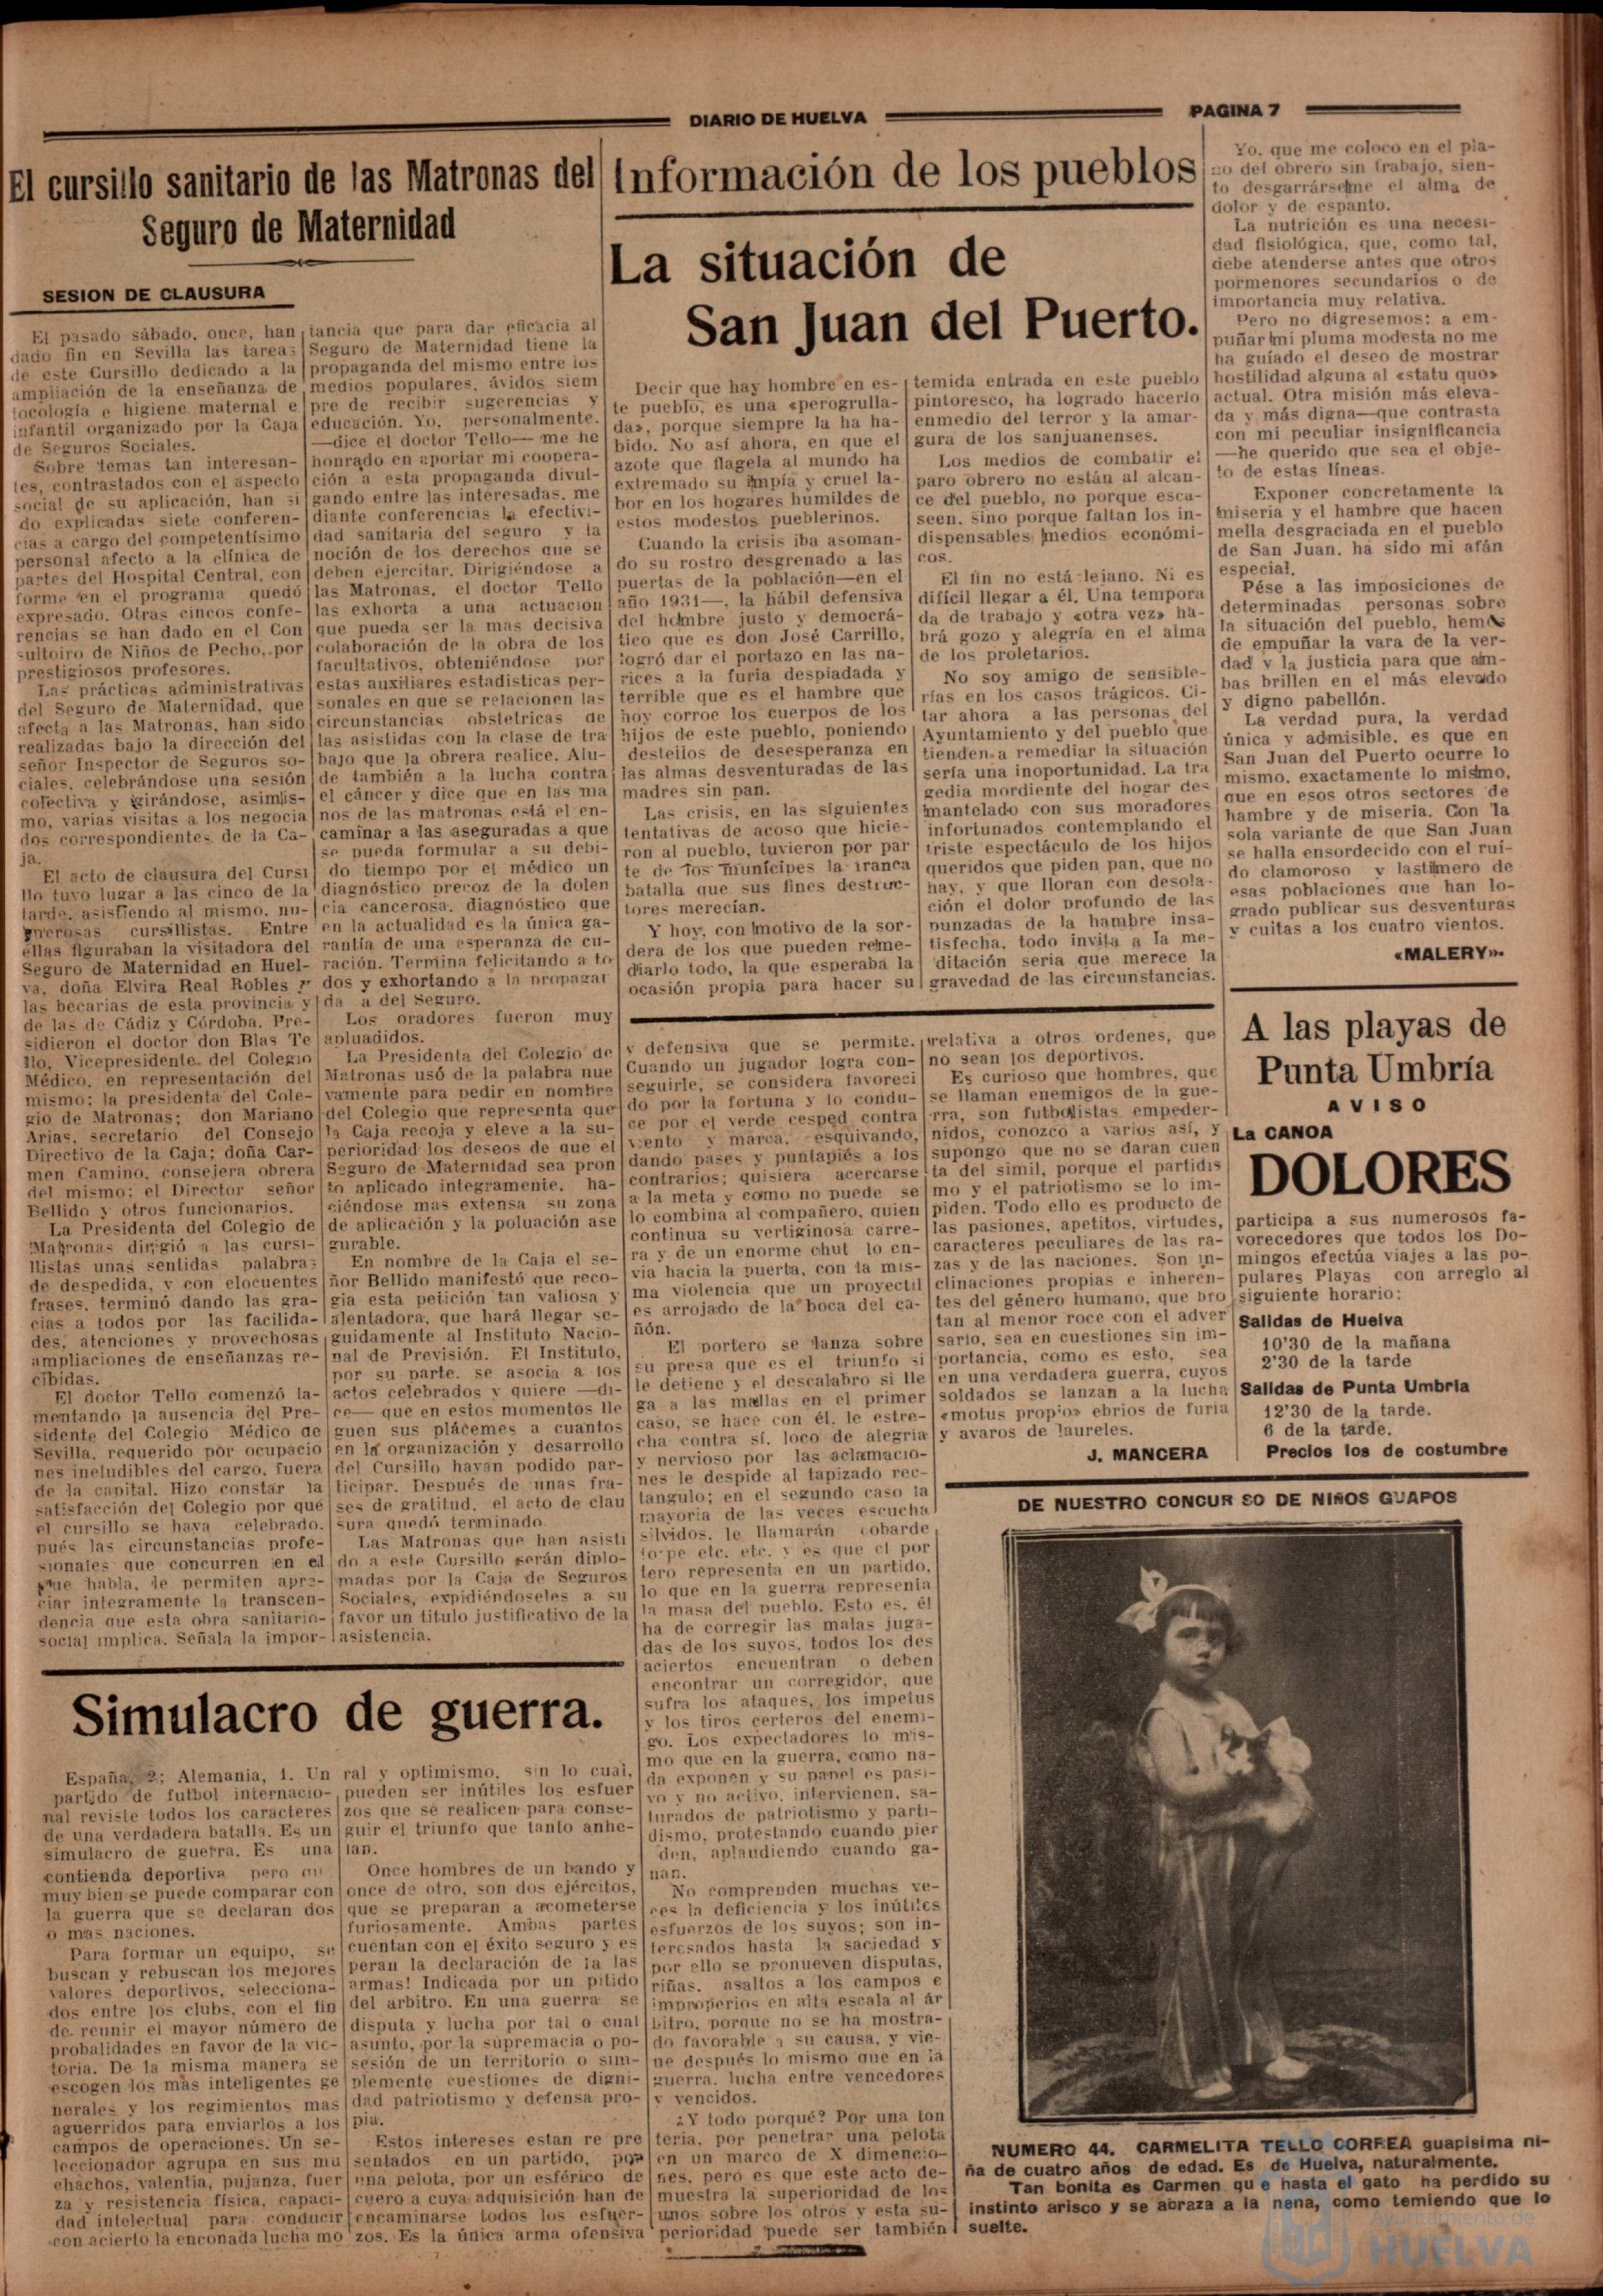 DIARIO DE HUELVA
PAGINA 7
El cursillo sanitario de las Matronas del
Seguro de Maternidad
SESION DE CLAUSURA
El pasado sábado, once, han
dado fin en Sevilla las tareas
de este Cursillo dedicado a la
ampliación de la enseñanza de
tocología e higiene maternal e
infantil organizado por la Caja
de Seguros Sociales.
Sobre temas tan interesan-
tes, contrastados con el aspecto
social de su aplicación, han si
do explicadas siete conferen-
cias a cargo del competentísimo
personal afecto a la clínica de
partes del Hospital Central, con
forme en el programa quedó
expresado. Otras cincos confe-
rencias se han dado en el Con
sultoiro de Niños de Pecho, por
prestigiosos profesores.
Las prácticas administrativas
del Seguro de Maternidad, que
afecta a las Matronas, han sido
realizadas bajo la dirección del
señor Inspector de Seguros so-
ciales, celebrándose una sesión
colectiva y girándose, asimis-
mo, varias visitas a los negocia
dos correspondientes de la Ca-
ja.
El acto de clausura del Cursi
llo tuvo lugar a las cinco de la
tarde, asistiendo al mismo, nu-
merosas cursillistas. Entre
ellas figuraban la visitadora del
Seguro de Maternidad en Huel-
va, doña Elvira Real Robles y
las becarias de esta provincia y
de las de Cádiz y Córdoba. Pre-
sidieron el doctor don Blas Te
llo, Vicepresidente del Colegio
Médico, en representación del
mismo; la presidenta del Cole-
gio de Matronas; don Mariano
Arias, secretario del Consejo
Directivo de la Caja; doña Car-
men Camino, consejera obrera
del mismo; el Director señor
Bellido y otros funcionarios.
La Presidenta del Colegio de
Matronas dirigió a las cursi-
llistas unas sentidas palabras
de despedida, y con elocuentes
frases, terminó dando las gra-
cias a todos por las facilida-
des, atenciones y provechosas
ampliaciones de enseñanzas re-
cibidas.
El doctor Tello comenzó la-
mentando la ausencia del Pre-
sidente del Colegio Médico de
Sevilla, requerido por ocupacio
nes ineludibles del cargo, fuera
de la capital. Hizo constar la
satisfacción del Colegio por qué
el cursillo se haya celebrado,
pués las circunstancias profe-
sionales que concurren en el
que habla, le permiten apre-
ciar integramente la transcen-
dencia que esta obra sanitario-
social implica. Señala la impor-
tancia que para dar eficacia al
Seguro de Maternidad tiene la
propaganda del mismo entre los
medios populares, ávidos siem
pre de recibir sugerencias y
educación. Yo, personalmente.
—dice el doctor Tello— me he
honrado en aportar mi coopera-
ción a esta propaganda divul-
gando entre las interesadas, me
diante conferencias la efectivi-
dad sanitaria del seguro y la
noción de los derechos que se
deben ejercitar. Dirigiéndose a
las Matronas, el doctor Tello
las exhorta a una actuación
que pueda ser la mas decisiva
colaboración de la obra de los
facultativos, obteniéndose por
estas auxiliares estadisticas per-
sonales en que se relacionen las
circunstancias obstetricas de
las asistidas con la clase de tra
bajo que la obrera realice. Alu-
de también a la lucha contra
el cáncer y dice que en las ma
nos de las matronas está el en-
caminar a las aseguradas a que
se pueda formular a su debi-
do tiempo por el médico un
diagnóstico precoz de la dolen
cia cancerosa, diagnóstico que
en la actualidad es la única ga-
rantía de una esperanza de cu-
ración. Termina felicitando a to
dos y exhortando a la propagar
da a del Seguro.
Los oradores fueron muy
aplaudidos.
La Presidenta del Colegio de
Matronas usó de la palabra nue
vamente para pedir en nombre
del Colegio que representa que
la Caja recoja y eleve a la su-
perioridad los deseos de que el
Seguro de Maternidad sea pron
to aplicado integramente, ha-
ciéndose mas extensa su zona
de aplicación y la poluación ase
gurable.
En nombre de la Caja el se-
ñor Bellido manifestó que reco-
gia esta petición tan valiosa y
alentadora, que hará llegar se-
guidamente al Instituto Nacio-
nal de Previsión. El Instituto,
por su parte, se asocia a los
actos celebrados y quiere —di-
ce— que en estos momentos lle
guen sus plácemes a cuantos
en la organización y desarrollo
del Cursillo hayan podido par-
ticipar. Después de unas fra-
ses de gratitud, el acto de clau
sura quedó terminado.
Las Matronas que han asisti
do a este Cursillo serán diplo-
madas por la Caja de Seguros
Sociales, expidiéndoseles a su
favor un titulo justificativo de la
asistencia.
Información de los pueblos
La situación de
San Juan del Puerto.
Decir que hay hombre en es-
te pueblo, es una «perogrulla-
da», porque siempre la ha ha-
bido. No así ahora, en que el
azote que flagela al mundo ha
extremado su impía y cruel la-
bor en los hogares humildes de
estos modestos pueblerinos.
Cuando la crisis iba asoman-
do su rostro desgrenado a las
puertas de la población—en el
año 1931—, la hábil defensiva
del hombre justo y democrá-
tico que es don José Carrillo,
logró dar el portazo en las na-
rices a la furia despiadada y
terrible que es el hambre que
hoy corroe los cuerpos de los
hijos de este pueblo, poniendo
destellos de desesperanza en
las almas desventuradas de las
madres sin pan.
Las crisis, en las siguientes
tentativas de acoso que hicie-
ron al pueblo, tuvieron por par
te de los munícipes la franca
batalla que sus fines destruc-
tores merecían.
Y hoy, con motivo de la sor-
dera de los que pueden reme-
diarlo todo, la que esperaba la
ocasión propia para hacer su
temida entrada en este pueblo
pintoresco, ha logrado hacerlo
enmedio del terror y la amar-
gura de los sanjuanenses.
Los medios de combatir el
paro obrero no están al alcan-
ce del pueblo, no porque esca-
seen, sino porque faltan los in-
dispensables medios económi-
cos.
El fin no está lejano. Ni es
difícil llegar a él. Una tempora
da de trabajo y «otra vez» ha-
brá gozo y alegría en el alma
de los proletarios.
No soy amigo de sensible-
rías en los casos trágicos. Ci-
tar ahora a las personas del
Ayuntamiento y del pueblo que
tienden a remediar la situación
sería una inoportunidad. La tra
gedia mordiente del hogar des
mantelado con sus moradores
infortunados contemplando el
triste espectáculo de los hijos
queridos que piden pan, que no
hay, y que lloran con desola-
ción el dolor profundo de las
punzadas de la hambre insa-
tisfecha, todo invita a la me-
ditación seria que merece la
gravedad de las circunstancias.
Yo, que me coloco en el pla-
no del obrero sin trabajo, sien-
to desgarrárseme el alma de
dolor y de espanto.
La nutrición es una necesi-
dad fisiológica, que, como tal,
debe atenderse antes que otros
pormenores secundarios o de
importancia muy relativa.
Pero no digresemos: a em-
puñar mi pluma modesta no me
ha guiado el deseo de mostrar
hostilidad alguna al «statu quo»
actual. Otra misión más eleva-
da y más digna—que contrasta
con mi peculiar insignificancia
—he querido que sea el obje-
to de estas líneas.
Exponer concretamente la
miseria y el hambre que hacen
mella desgraciada en el pueblo
de San Juan, ha sido mi afán
especial.
Pése a las imposiciones de
determinadas personas sobre
la situación del pueblo, hemos
de empuñar la vara de la ver-
dad y la justicia para que am-
bas brillen en el más elevado
y digno pabellón.
La verdad pura, la verdad
única y admisible, es que en
San Juan del Puerto ocurre lo
mismo, exactamente lo mismo,
que en esos otros sectores de
hambre y de miseria. Con la
sola variante de que San Juan
se halla ensordecido con el ruí-
do clamoroso y lastimero de
esas poblaciones que han lo-
grado publicar sus desventuras
y cuitas a los cuatro vientos.
«MALERY».
Simulacro de guerra.
España, 2; Alemania, 1. Un
partido de futbol internacio-
nal reviste todos los caracteres
de una verdadera batalla. Es un
simulacro de guerra. Es una
contienda deportiva pero
muy bien se puede comparar con
la guerra que se declaran dos
o mas naciones.
Para formar un equipo, se
buscan y rebuscan los mejores
valores deportivos, selecciona-
dos entre los clubs, con el fin
de reunir el mayor número de
probalidades en favor de la vic-
toria. De la misma manera se
escogen los más inteligentes ge
nerales y los regimientos mas
aguerridos para enviarlos a los
campos de operaciones. Un se-
leccionador agrupa en sus mu
chachos, valentia, pujanza, fuer
za y resistencia física, capaci-
dad intelectual para conducir
con acierto la enconada lucha mo
ral y optimismo, sin lo cual,
pueden ser inútiles los esfuer
zos que se realicen para conse-
guir el triunfo que tanto anhe-
lan.
Once hombres de un bando y
once de otro, son dos ejércitos,
que se preparan a acometerse
furiosamente. Ambas partes
cuentan con el éxito seguro y es
peran la declaración de ¡a las
armas! Indicada por un pitido
del arbitro. En una guerra se
disputa y lucha por tal o cual
asunto, por la supremacia o po-
sesión de un territorio o sim-
plemente cuestiones de digni-
dad patriotismo y defensa pro-
pia.
Estos intereses estan re pre
sentados en un partido, por
una pelota, por un esférico de
cuero a cuya adquisición han de
encaminarse todos los esfuer-
zos. Es la única arma ofensiva
y defensiva que se permite.
Cuando un jugador logra con-
seguirle, se considera favoreci
do por la fortuna y lo condu-
ce por el verde cesped contra
viento y marea, esquivando,
dando pases y puntapiés a los
contrarios; quisiera acercarse
a la meta y como no puede se
lo combina al compañero, quien
continua su vertiginosa carre-
ra y de un enorme chut lo en-
via hacia la puerta, con la mis-
ma violencia que un proyectil
es arrojado de la boca del ca-
ñón.
El portero se lanza sobre
su presa que es el triunfo si
le detiene y el descalabro si lle
ga a las mallas en el primer
caso, se hace con él, le estre-
cha contra sí, loco de alegria
y nervioso por las aclamacio-
nes le despide al tapizado rec-
tangulo; en el segundo caso la
mayoria de las veces escucha
silvidos, le llamarán cobarde
torpe etc. etc. y es que el por
tero representa en un partido,
lo que en la guerra representa
la masa del pueblo. Esto es, él
ha de corregir las malas juga-
das de los suyos, todos los des
aciertos encuentran o deben
encontrar un corregidor, que
sufra los ataques, los impetus
y los tiros certeros del enemi-
go. Los expectadores lo mis-
mo que en la guerra, como na-
da exponen y su papel es pasi-
vo y no activo, intervienen, sa-
turados de patriotismo y parti-
dismo, protestando cuando pier
den, aplaudiendo cuando ga-
nan.
No comprenden muchas ve-
ces la deficiencia y los inútiles
esfuerzos de los suyos; son in-
teresados hasta la saciedad y
por ello se pronueven disputas,
riñas, asaltos a los campos e
improperios en alta escala al ár
bitro, porque no se ha mostra-
do favorable a su causa, y vie-
ne después lo mismo que en la
guerra, lucha entre vencedores
y vencidos.
¿Y todo porqué? Por una ton
teria, por penetrar una pelota
en un marco de X dimencio-
nes, pero es que este acto de-
muestra la superioridad de los
unos sobre los otros y esta su-
perioridad puede ser también
relativa a otros ordenes, que
no sean los deportivos.
Es curioso que hombres, que
se llaman enemigos de la gue-
rra, son futbolistas empeder-
nidos, conozco a varios así, y
supongo que no se daran cuen
ta del simil, porque el partidis
mo y el patriotismo se lo im-
piden. Todo ello es producto de
las pasiones, apetitos, virtudes,
caracteres peculiares de las ra-
zas y de las naciones. Son in-
clinaciones propias e inheren-
tes del género humano, que bro
tan al menor roce con el adver
sario, sea en cuestiones sin im-
portancia, como es esto, sea
en una verdadera guerra, cuyos
soldados se lanzan a la lucha
«motus propio» ebrios de furia
y avaros de laureles.
J. MANCERA
A las playas de
Punta Umbría
AVISO
La CANOA
DOLORES
participa a sus numerosos fa-
vorecedores que todos los Do-
mingos efectúa viajes a las po-
pulares Playas con arreglo al
siguiente horario:
Salidas de Huelva
10'30 de la mañana
2'30 de la tarde
Salidas de Punta Umbria
12'30 de la tarde.
6 de la tarde.
Precios los de costumbre
DE NUESTRO CONCUR SO DE NIÑOS GUAPOS
NUMERO 44. CARMELITA TELLO CORREA guapisima ni-
ña de cuatro años de edad. Es de Huelva, naturalmente.
Tan bonita es Carmen qu e hasta el gato ha perdido su
instinto arisco y se abraza a la nena, como temiendo que lo
suelte.
Ayuntamiento de
HUELVA